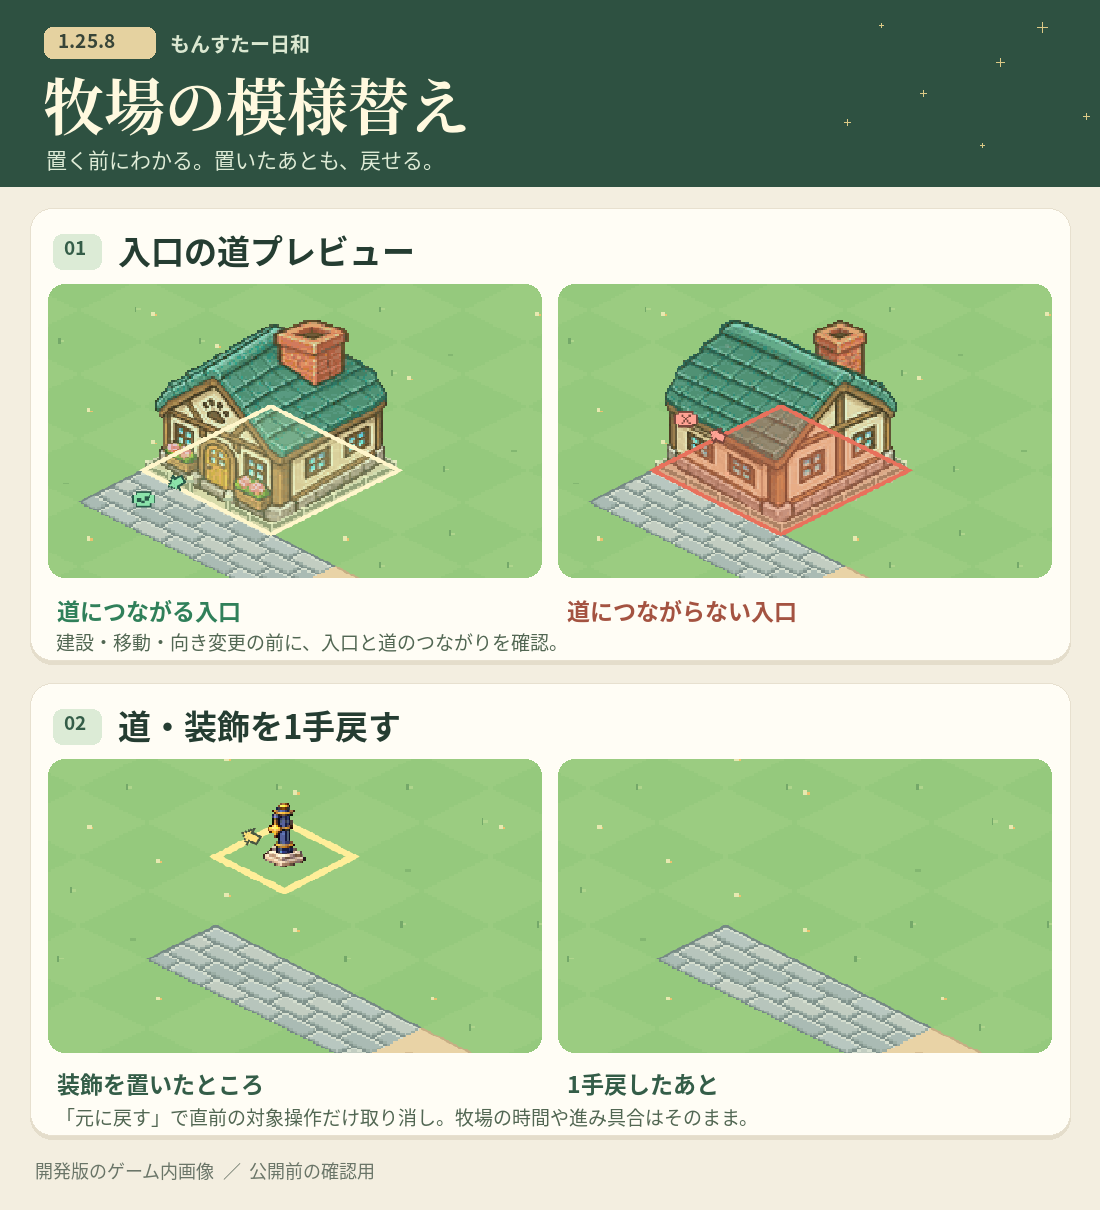 1.25.8 もんすたー日和
牧場の模様替え
置く前にわかる。置いたあとも、戻せる。
01 入口の道プレビュー
道につながる入口
道につながらない入口
建設・移動・向き変更の前に、入口と道のつながりを確認。
02 道・装飾を1手戻す
装飾を置いたところ
1手戻したあと
「元に戻す」で直前の対象操作だけ取り消し。牧場の時間や進み具合はそのまま。
開発版のゲーム内画像 ／ 公開前の確認用